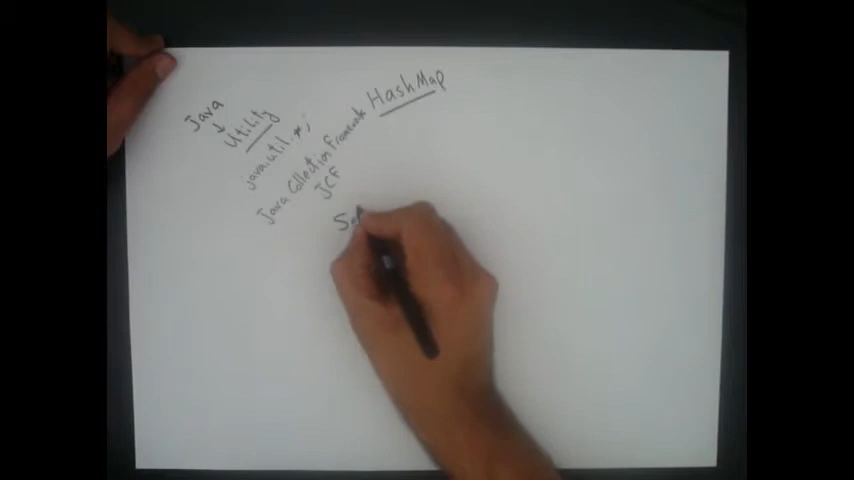 HashMap
Java
↓
Utility
java.util.*;
Java Collection Framework
JCF